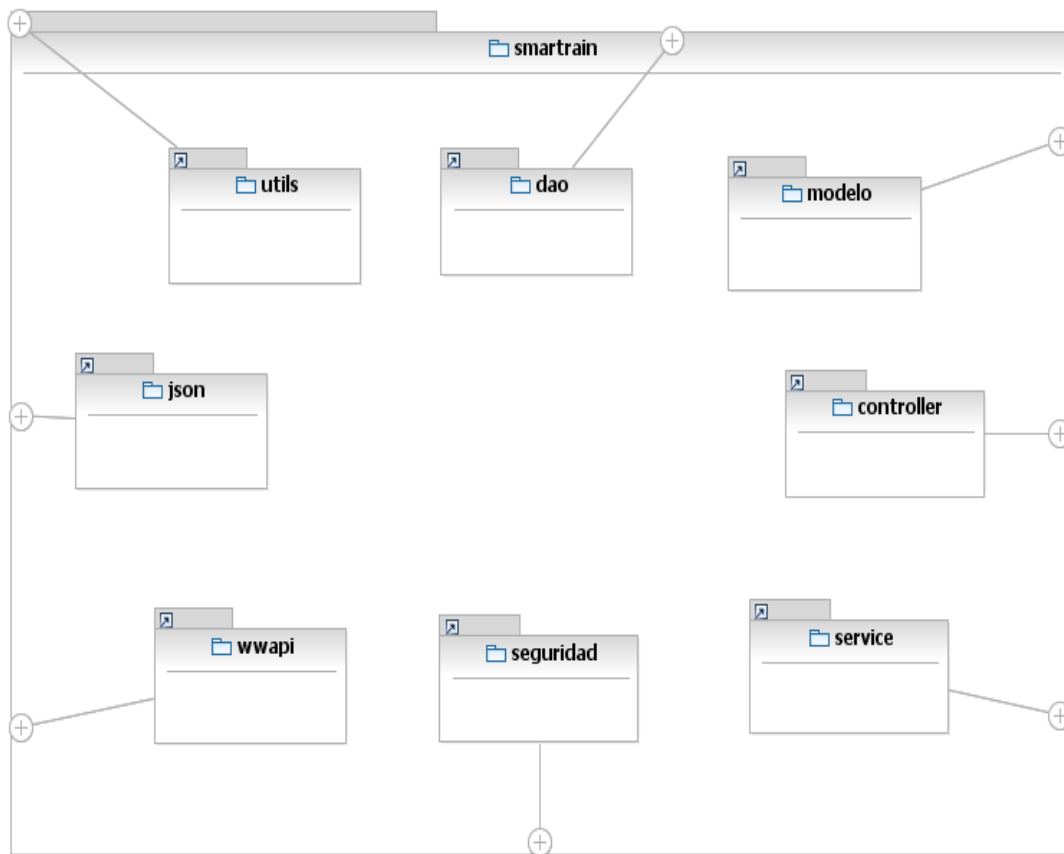 smartrain
utils
dao
modelo
json
controller
wwapi
seguridad
service